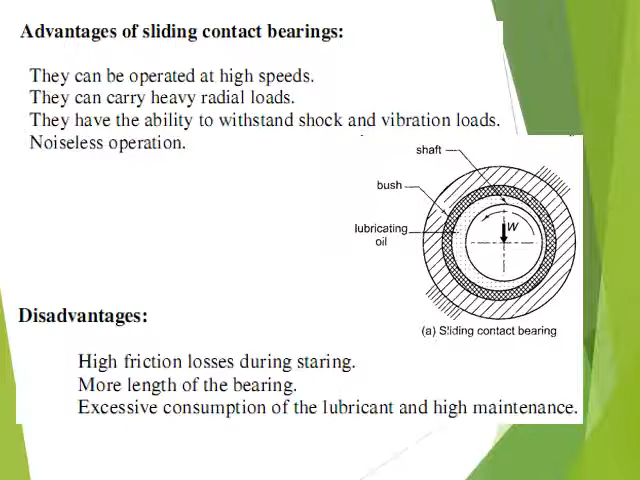 Advantages of sliding contact bearings:
They can be operated at high speeds.
They can carry heavy radial loads.
They have the ability to withstand shock and vibration loads.
Noiseless operation.
shaft
bush
lubricating
oil
W
(a) Sliding contact bearing
Disadvantages:
High friction losses during staring.
More length of the bearing.
Excessive consumption of the lubricant and high maintenance.